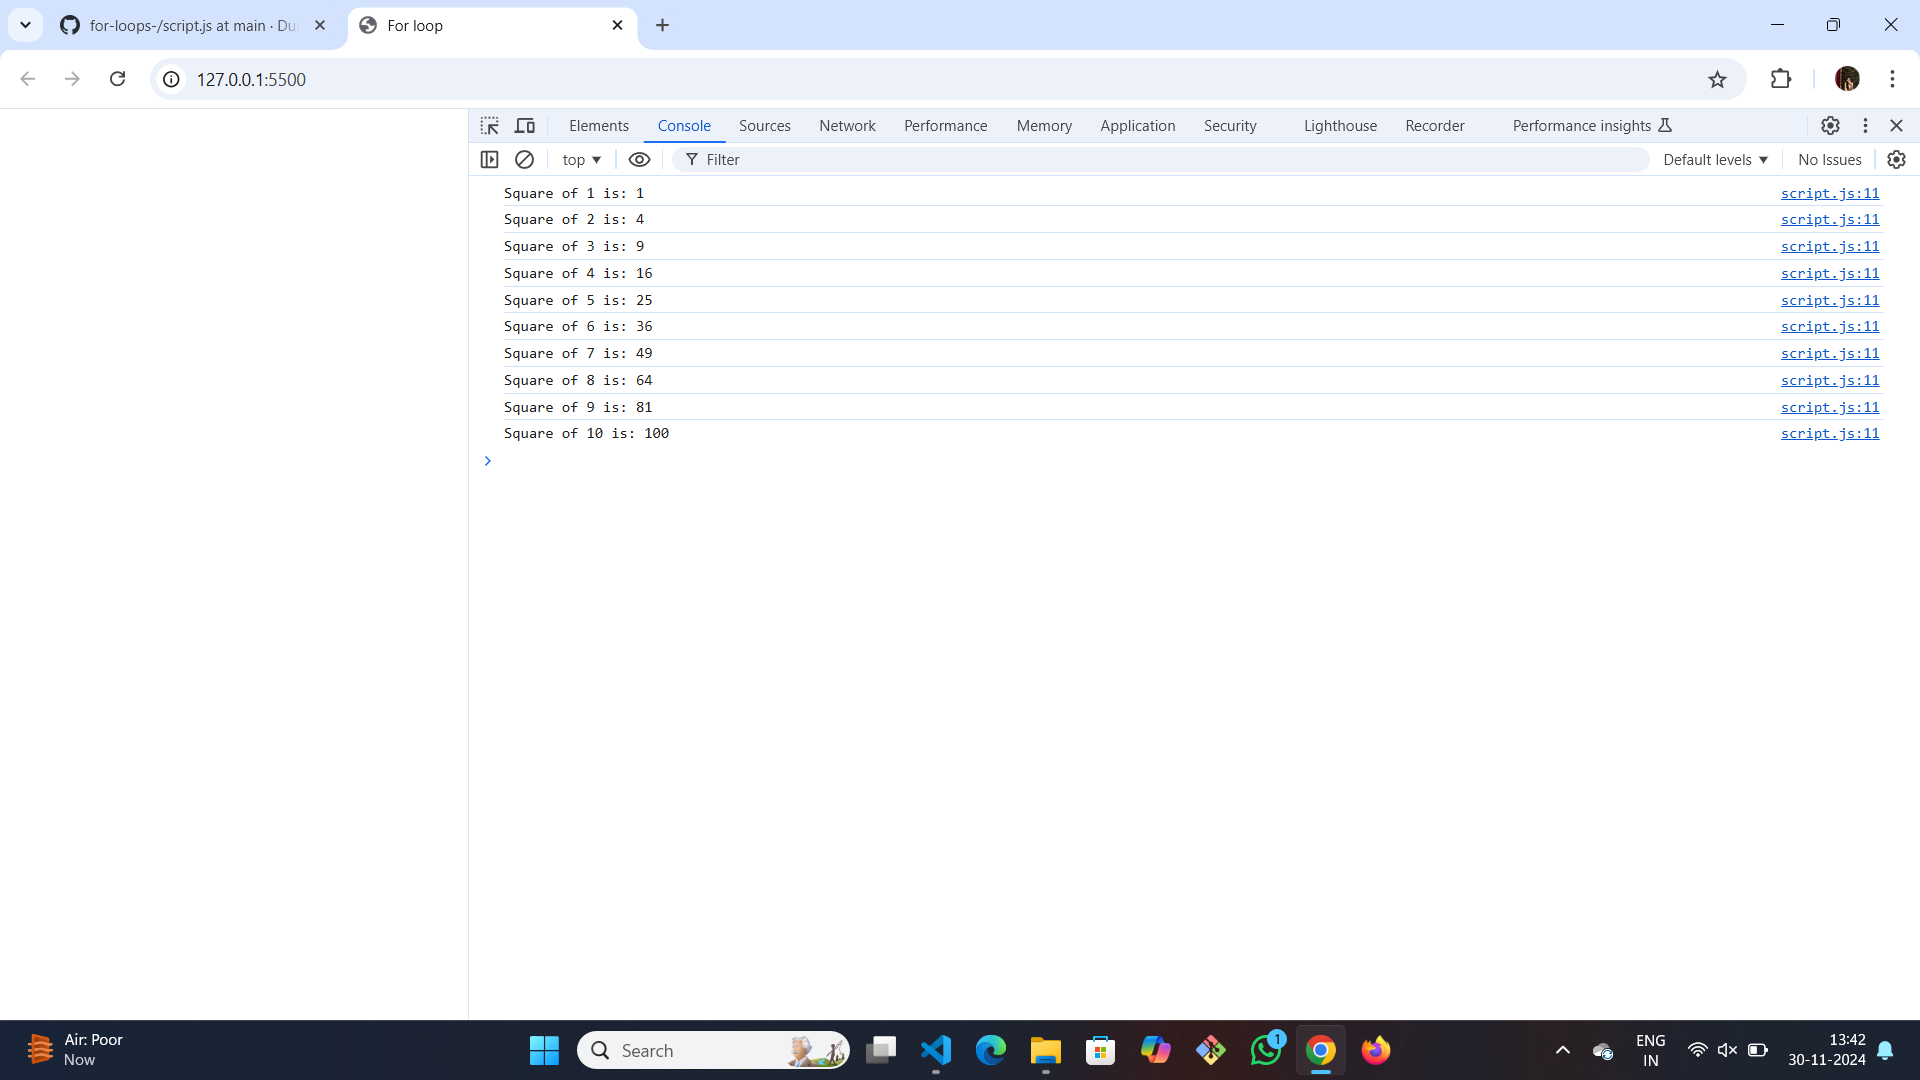 for-loops-/script.js at main · Du
For loop
127.0.0.1:5500
Elements Console Sources Network Performance Memory Application Security Lighthouse Recorder Performance insights
top Filter Default levels No Issues
Square of 1 is: 1 script.js:11
Square of 2 is: 4 script.js:11
Square of 3 is: 9 script.js:11
Square of 4 is: 16 script.js:11
Square of 5 is: 25 script.js:11
Square of 6 is: 36 script.js:11
Square of 7 is: 49 script.js:11
Square of 8 is: 64 script.js:11
Square of 9 is: 81 script.js:11
Square of 10 is: 100 script.js:11
Air: Poor
Now
Search
1
ENG
IN
13:42
30-11-2024